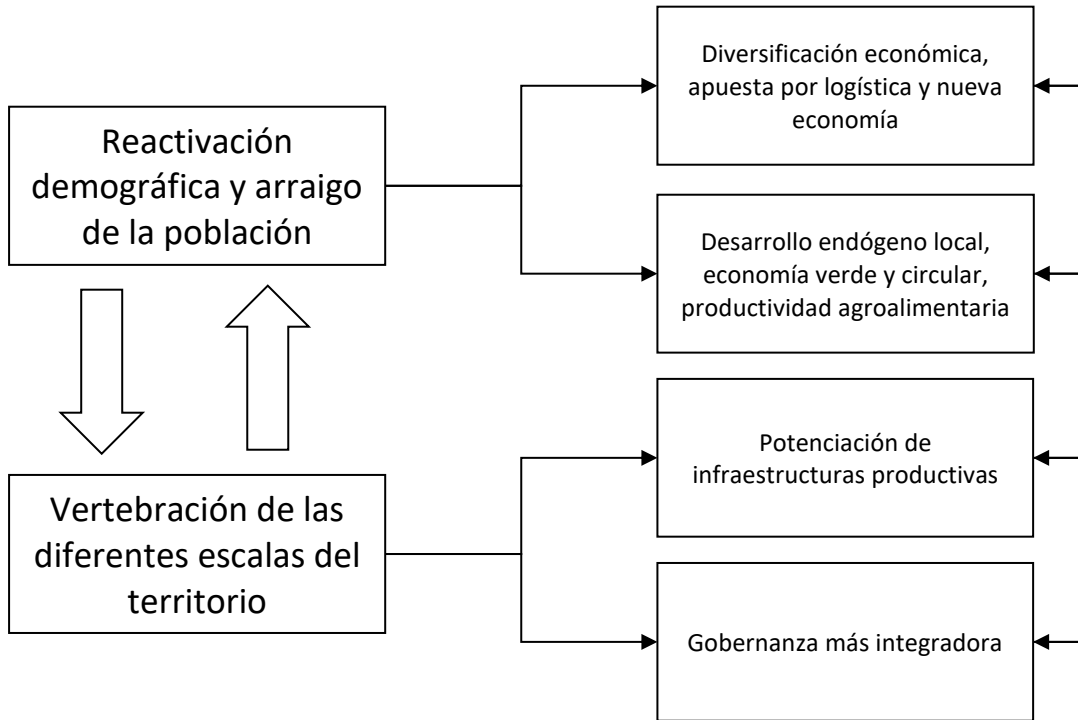 Reactivación
demográfica y arraigo
de la población
Vertebración de las
diferentes escalas del
territorio
Diversificación económica,
apuesta por logística y nueva
economía
Desarrollo endógeno local,
economía verde y circular,
productividad agroalimentaria
Potenciación de
infraestructuras productivas
Gobernanza más integradora